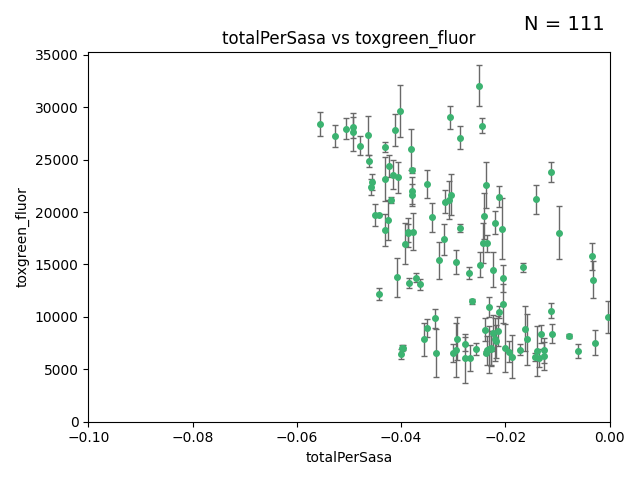 N = 111
totalPerSasa vs toxgreen_fluor
35000
30000
25000
20000
15000
10000
5000
0
toxgreen_fluor
−0.10 −0.08 −0.06 −0.04 −0.02 0.00
totalPerSasa